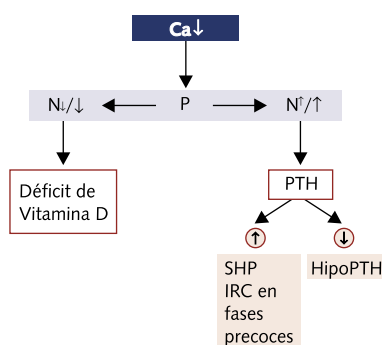 Ca↓
N↓/↓ P N↑/↑
Déficit de
Vitamina D
PTH
↑ ↓
SHP
IRC en
fases
precoces
HipoPTH